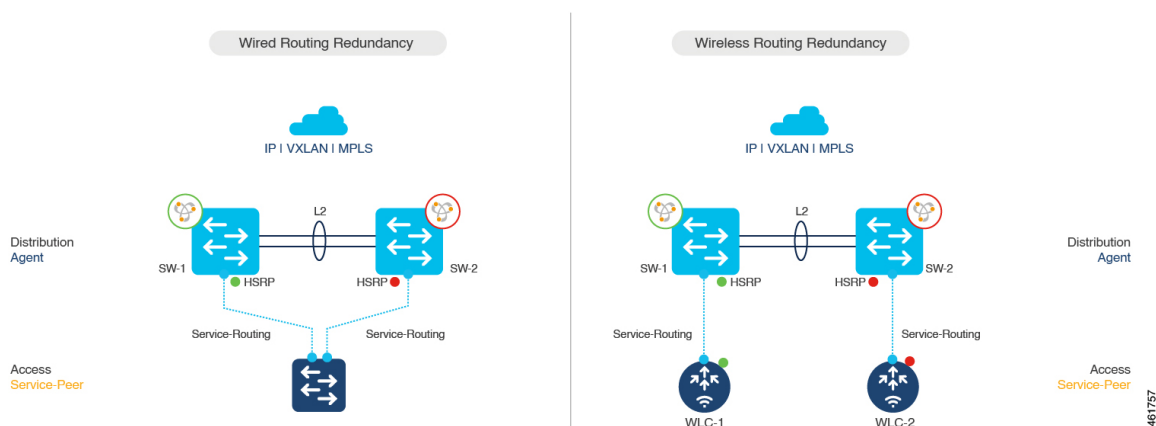 Wired Routing Redundancy
IP I VXLAN I MPLS
L2
SW-1
HSRP
HSRP
SW-2
Distribution
Agent
Service-Routing
Service-Routing
Access
Service-Peer
Wireless Routing Redundancy
IP I VXLAN I MPLS
L2
SW-1
HSRP
HSRP
SW-2
Distribution
Agent
Service-Routing
Service-Routing
WLC-1
WLC-2
Access
Service-Peer
461757